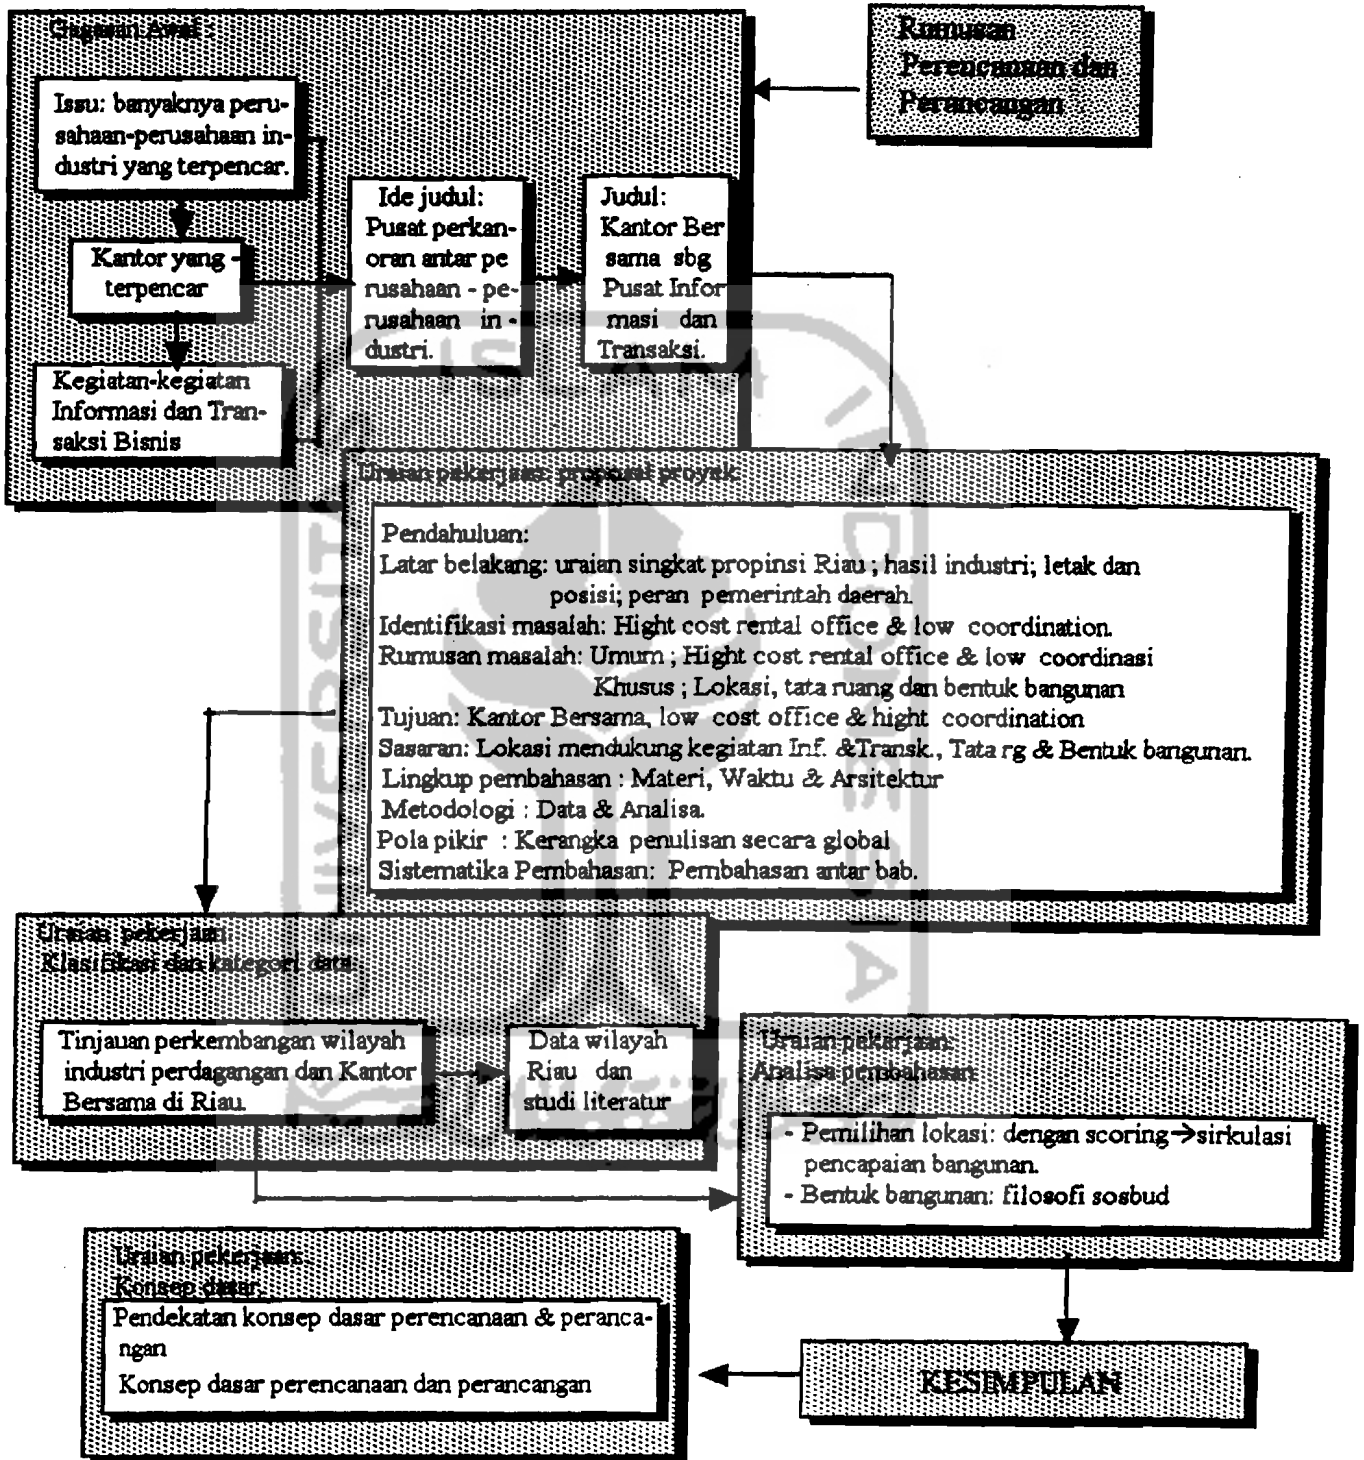 Gagasan Awal :
Issu: banyaknya peru-
sahaan-perusahaan in-
dustri yang terpencar.
Kantor yang -
terpencar
Kegiatan-kegiatan
Informasi dan Tran-
saksi Bisnis
Ide judul:
Pusat perkan-
oran antar pe
rusahaan - pe-
rusahaan in -
dustri.
Judul:
Kantor Ber
sama sbg
Pusat Infor
masi dan
Transaksi.
Rumusan
Perencanaan dan
Perancangan
Uraian pekerjaan: proposal proyek.
Pendahuluan:
Latar belakang: uraian singkat propinsi Riau ; hasil industri; letak dan
posisi; peran pemerintah daerah.
Identifikasi masalah: Hight cost rental office & low coordination.
Rumusan masalah: Umum ; Hight cost rental office & low coordinasi
Khusus ; Lokasi, tata ruang dan bentuk bangunan
Tujuan: Kantor Bersama, low cost office & hight coordination
Sasaran: Lokasi mendukung kegiatan Inf. &Transk., Tata rg & Bentuk bangunan.
Lingkup pembahasan : Materi, Waktu & Arsitektur
Metodologi : Data & Analisa.
Pola pikir : Kerangka penulisan secara global
Sistematika Pembahasan: Pembahasan antar bab.
Uraian pekerjaan:
Klasifikasi dan kategori data.
Tinjauan perkembangan wilayah
industri perdagangan dan Kantor
Bersama di Riau.
Data wilayah
Riau dan
studi literatur
Uraian pekerjaan:
Analisa pembahasan
- Pemilihan lokasi: dengan scoring→sirkulasi
pencapaian bangunan.
- Bentuk bangunan: filosofi sosbud
Uraian pekerjaan:
Konsep dasar.
Pendekatan konsep dasar perencanaan & peranca-
ngan
Konsep dasar perencanaan dan perancangan
KESIMPULAN
ISLAM
UNIVERSITAS
INDONESIA